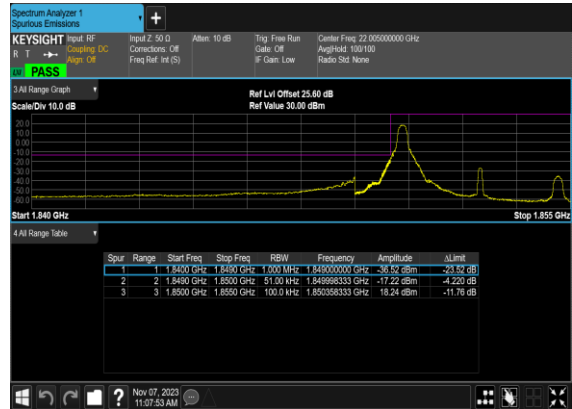 Spectrum Analyzer 1
Spurious Emissions
KEYSIGHT Input: RF Input Z: 50 Ω Atten: 10 dB Trig: Free Run Center Freq: 22.005000000 GHz
R T Coupling: DC Corrections: Off Gate: Off Avg|Hold: 100/100
Align: Off Freq Ref: Int (S) IF Gain: Low Radio Std: None
PASS
3 All Range Graph Ref Lvl Offset 25.60 dB
Scale/Div 10.0 dB Ref Value 30.00 dBm
20.0
10.0
0.00
-10.0
-20.0
-30.0
-40.0
-50.0
-60.0
Start 1.840 GHz Stop 1.855 GHz
4 All Range Table
Spur Range Start Freq Stop Freq RBW Frequency Amplitude ΔLimit
1 1 1.8400 GHz 1.8490 GHz 1.000 MHz 1.849000000 GHz -36.52 dBm -23.52 dB
2 2 1.8490 GHz 1.8500 GHz 51.00 kHz 1.849998333 GHz -17.22 dBm -4.220 dB
3 3 1.8500 GHz 1.8550 GHz 100.0 kHz 1.850358333 GHz 18.24 dBm -11.76 dB
? Nov 07, 2023
11:07:53 AM